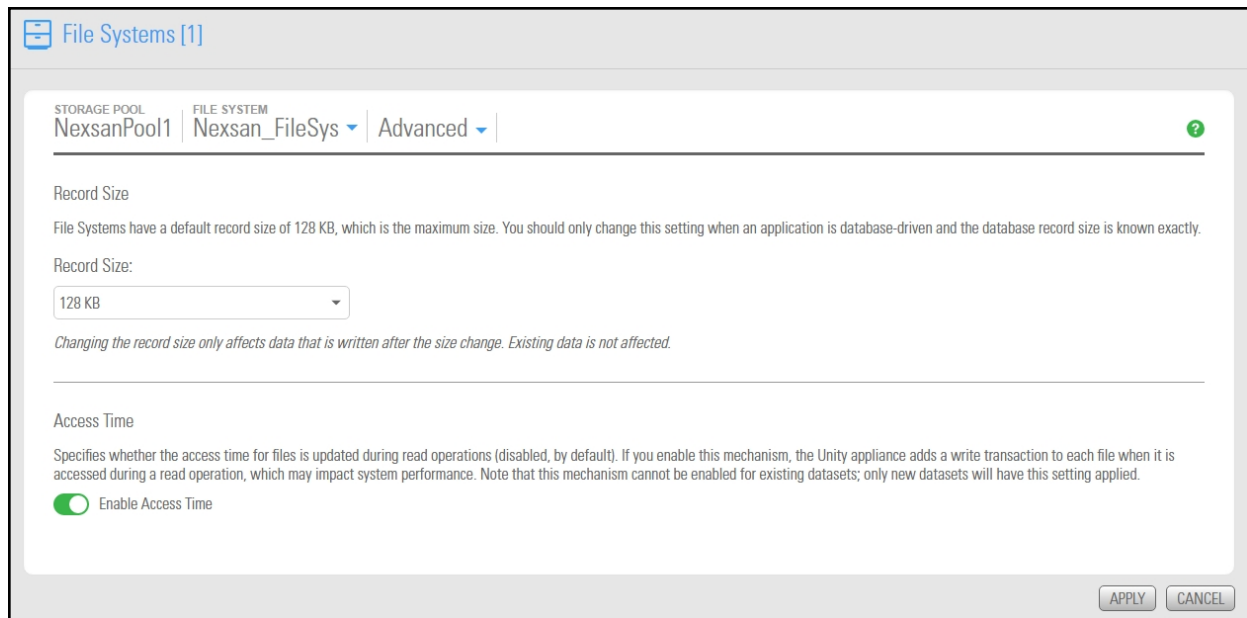 File Systems [1]
STORAGE POOL
NexsanPool1
FILE SYSTEM
Nexsan_FileSys
Advanced
?
Record Size
File Systems have a default record size of 128 KB, which is the maximum size. You should only change this setting when an application is database-driven and the database record size is known exactly.
Record Size:
128 KB
Changing the record size only affects data that is written after the size change. Existing data is not affected.
Access Time
Specifies whether the access time for files is updated during read operations (disabled, by default). If you enable this mechanism, the Unity appliance adds a write transaction to each file when it is
accessed during a read operation, which may impact system performance. Note that this mechanism cannot be enabled for existing datasets; only new datasets will have this setting applied.
Enable Access Time
APPLY
CANCEL